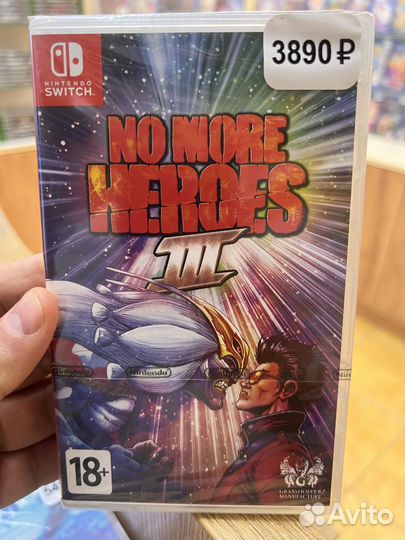 3890 ₽
NINTENDO
SWITCH
NO MORE
HEROES
III
Nintendo
Nintendo
18+
GRASSHOPPER
MANUFACTURE
Avito